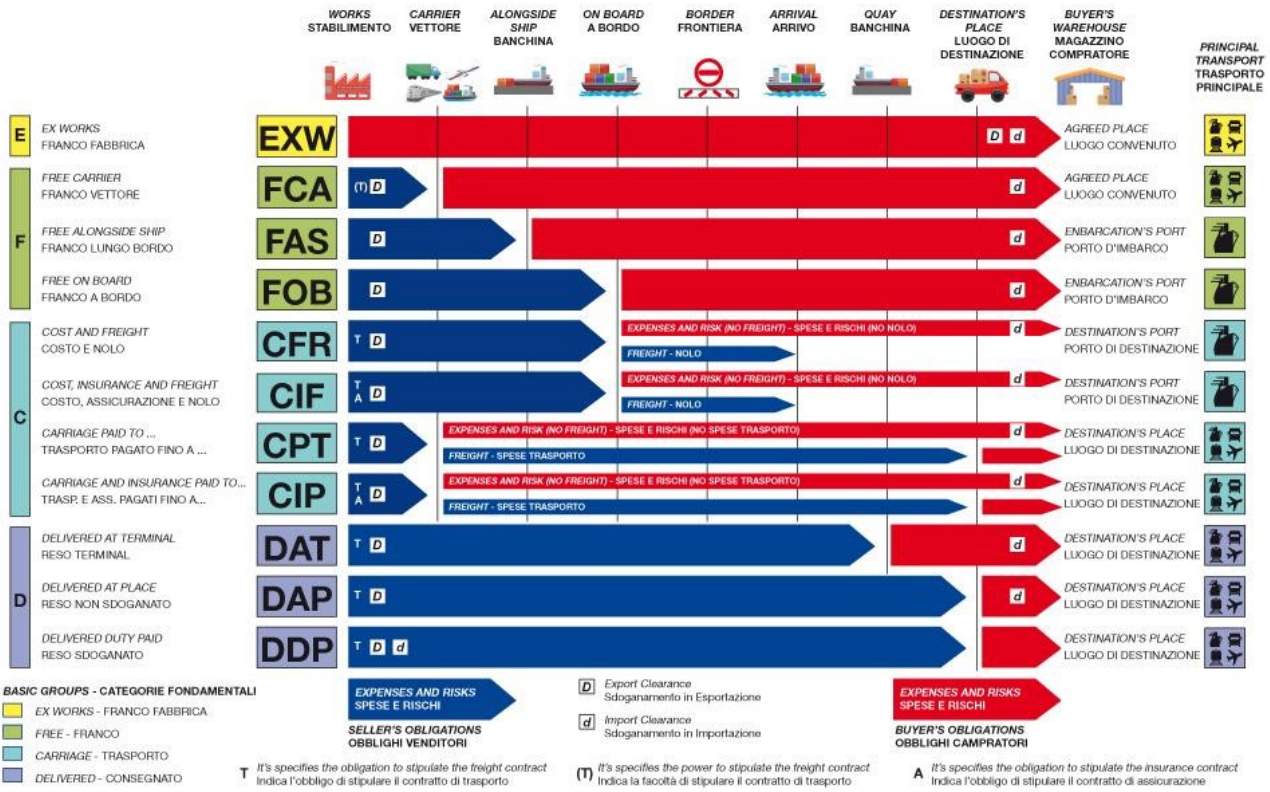 WORKS
STABILIMENTO
CARRIER
VETTORE
ALONGSIDE
SHIP
BANCHINA
ON BOARD
A BORDO
BORDER
FRONTIERA
ARRIVAL
ARRIVO
QUAY
BANCHINA
DESTINATION'S
PLACE
LUOGO DI
DESTINAZIONE
BUYER'S
WAREHOUSE
MAGAZZINO
COMPRATORE
PRINCIPAL
TRANSPORT
TRASPORTO
PRINCIPALE
E
EX WORKS
FRANCO FABBRICA
EXW
D d
AGREED PLACE
LUOGO CONVENUTO
F
FREE CARRIER
FRANCO VETTORE
FCA
(T) D
d
AGREED PLACE
LUOGO CONVENUTO
FREE ALONGSIDE SHIP
FRANCO LUNGO BORDO
FAS
D
d
ENBARCATION'S PORT
PORTO D'IMBARCO
FREE ON BOARD
FRANCO A BORDO
FOB
D
d
ENBARCATION'S PORT
PORTO D'IMBARCO
C
COST AND FREIGHT
COSTO E NOLO
CFR
T D
EXPENSES AND RISK (NO FREIGHT) - SPESE E RISCHI (NO NOLO)
d
FREIGHT - NOLO
DESTINATION'S PORT
PORTO DI DESTINAZIONE
COST, INSURANCE AND FREIGHT
COSTO, ASSICURAZIONE E NOLO
CIF
T
A
D
EXPENSES AND RISK (NO FREIGHT) - SPESE E RISCHI (NO NOLO)
d
FREIGHT - NOLO
DESTINATION'S PORT
PORTO DI DESTINAZIONE
CARRIAGE PAID TO ...
TRASPORTO PAGATO FINO A ...
CPT
T D
EXPENSES AND RISK (NO FREIGHT) - SPESE E RISCHI (NO SPESE TRASPORTO)
d
FREIGHT - SPESE TRASPORTO
DESTINATION'S PLACE
LUOGO DI DESTINAZIONE
CARRIAGE AND INSURANCE PAID TO...
TRASP. E ASS. PAGATI FINO A...
CIP
T
A
D
EXPENSES AND RISK (NO FREIGHT) - SPESE E RISCHI (NO SPESE TRASPORTO)
d
FREIGHT - SPESE TRASPORTO
DESTINATION'S PLACE
LUOGO DI DESTINAZIONE
D
DELIVERED AT TERMINAL
RESO TERMINAL
DAT
T D
d
DESTINATION'S PLACE
LUOGO DI DESTINAZIONE
DELIVERED AT PLACE
RESO NON SDOGANATO
DAP
T D
d
DESTINATION'S PLACE
LUOGO DI DESTINAZIONE
DELIVERED DUTY PAID
RESO SDOGANATO
DDP
T D d
DESTINATION'S PLACE
LUOGO DI DESTINAZIONE
BASIC GROUPS - CATEGORIE FONDAMENTALI
EX WORKS - FRANCO FABBRICA
FREE - FRANCO
CARRIAGE - TRASPORTO
DELIVERED - CONSEGNATO
EXPENSES AND RISKS
SPESE E RISCHI
SELLER'S OBLIGATIONS
OBBLIGHI VENDITORI
D Export Clearance
Sdoganamento in Esportazione
d Import Clearance
Sdoganamento in Importazione
EXPENSES AND RISKS
SPESE E RISCHI
BUYER'S OBLIGATIONS
OBBLIGHI CAMPRATORI
T It's specifies the obligation to stipulate the freight contract
Indica l'obbligo di stipulare il contratto di trasporto
(T) It's specifies the power to stipulate the freight contract
Indica la facoltà di stipulare il contratto di trasporto
A It's specifies the obligation to stipulate the insurance contract
Indica l'obbligo di stipulare il contratto di assicurazione